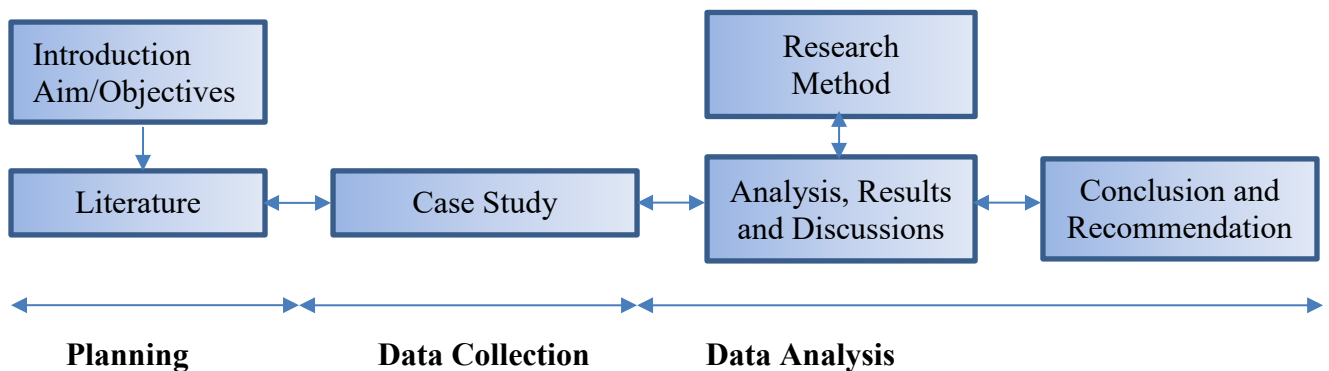 Introduction
Aim/Objectives
Research
Method
Literature
Case Study
Analysis, Results
and Discussions
Conclusion and
Recommendation
Planning
Data Collection
Data Analysis